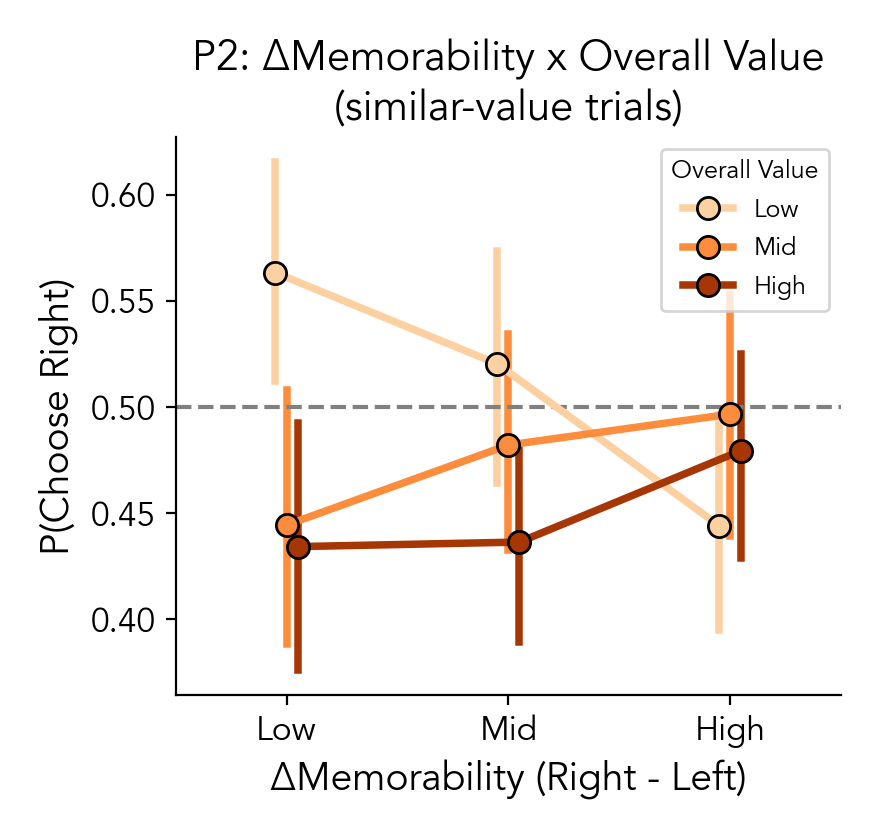 P2: ΔMemorability x Overall Value
(similar-value trials)
Overall Value
Low
Mid
High
P(Choose Right)
0.60
0.55
0.50
0.45
0.40
Low Mid High
ΔMemorability (Right - Left)